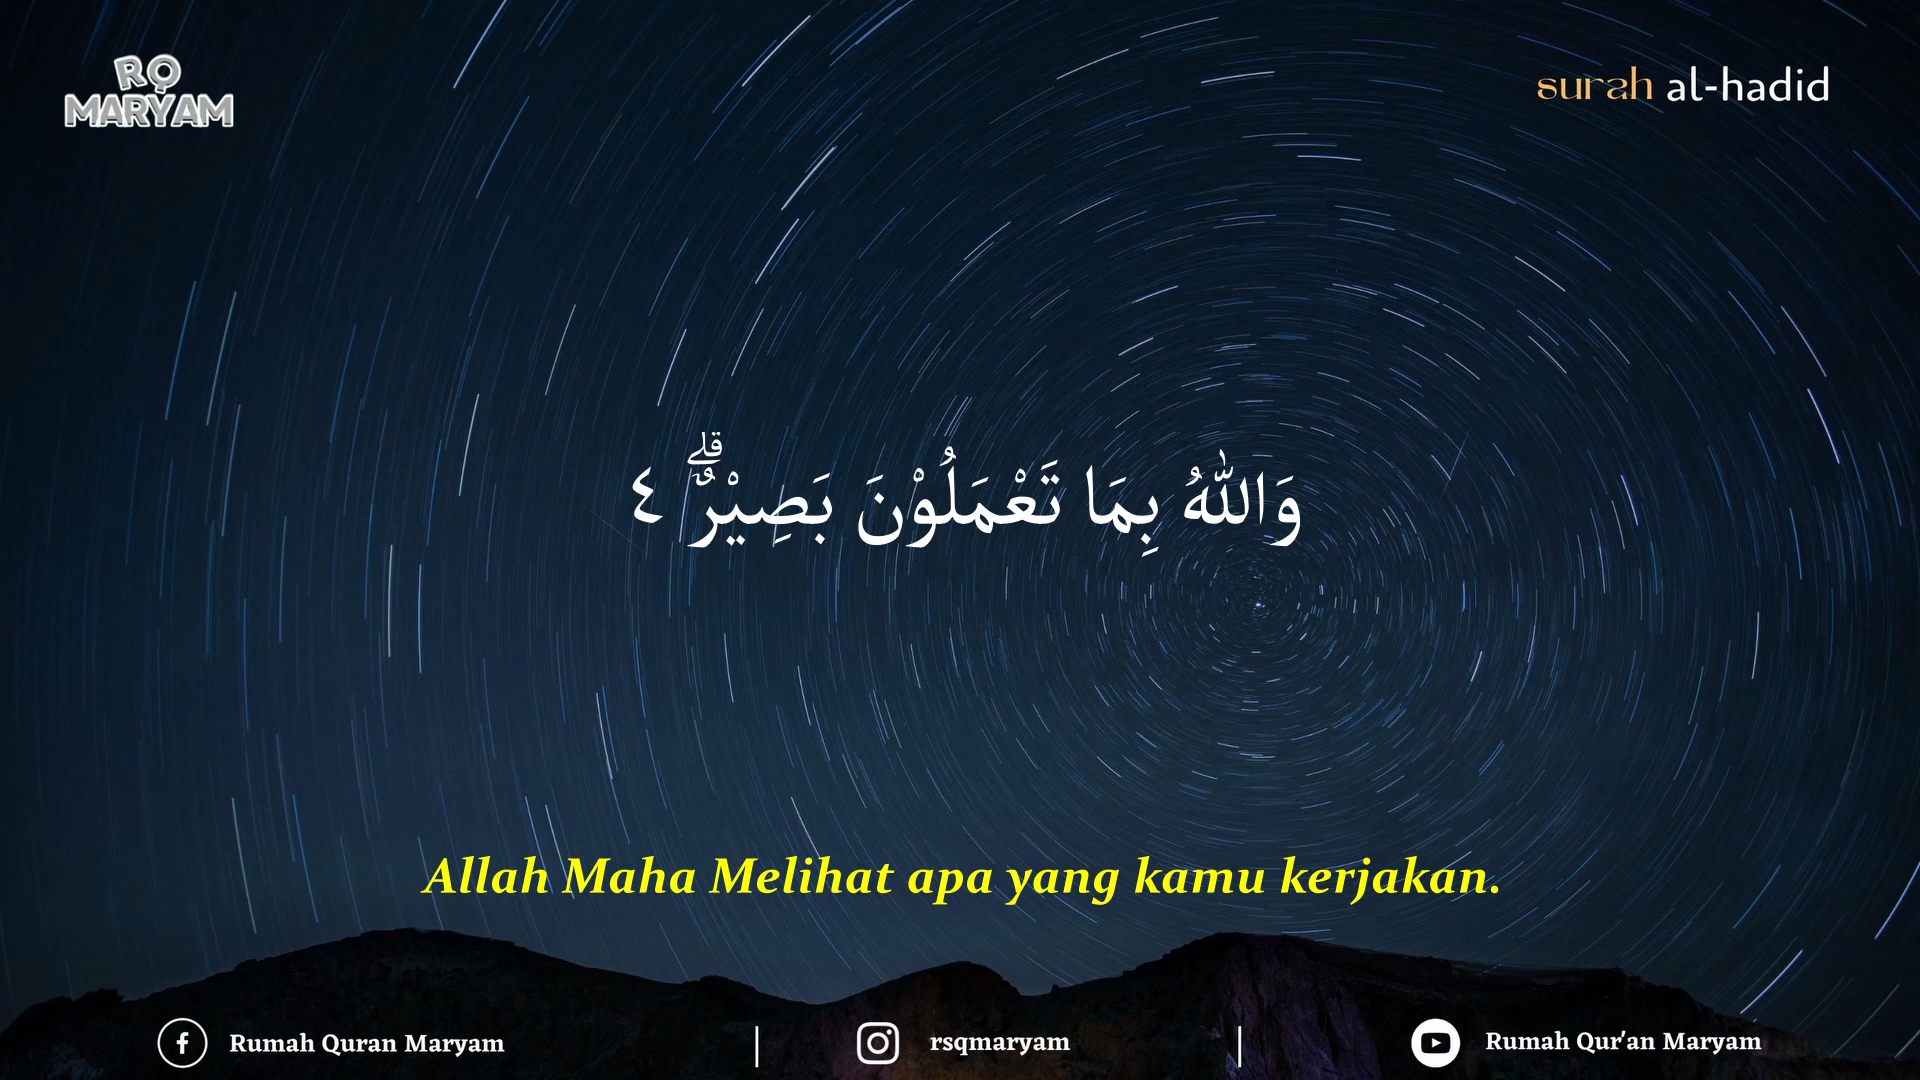 RQ
MARYAM
surah al-hadid
وَاللّٰهُ بِمَا تَعْمَلُوْنَ بَصِيْرٌۗ ٤
Allah Maha Melihat apa yang kamu kerjakan.
Rumah Quran Maryam | rsqmaryam | Rumah Qur'an Maryam